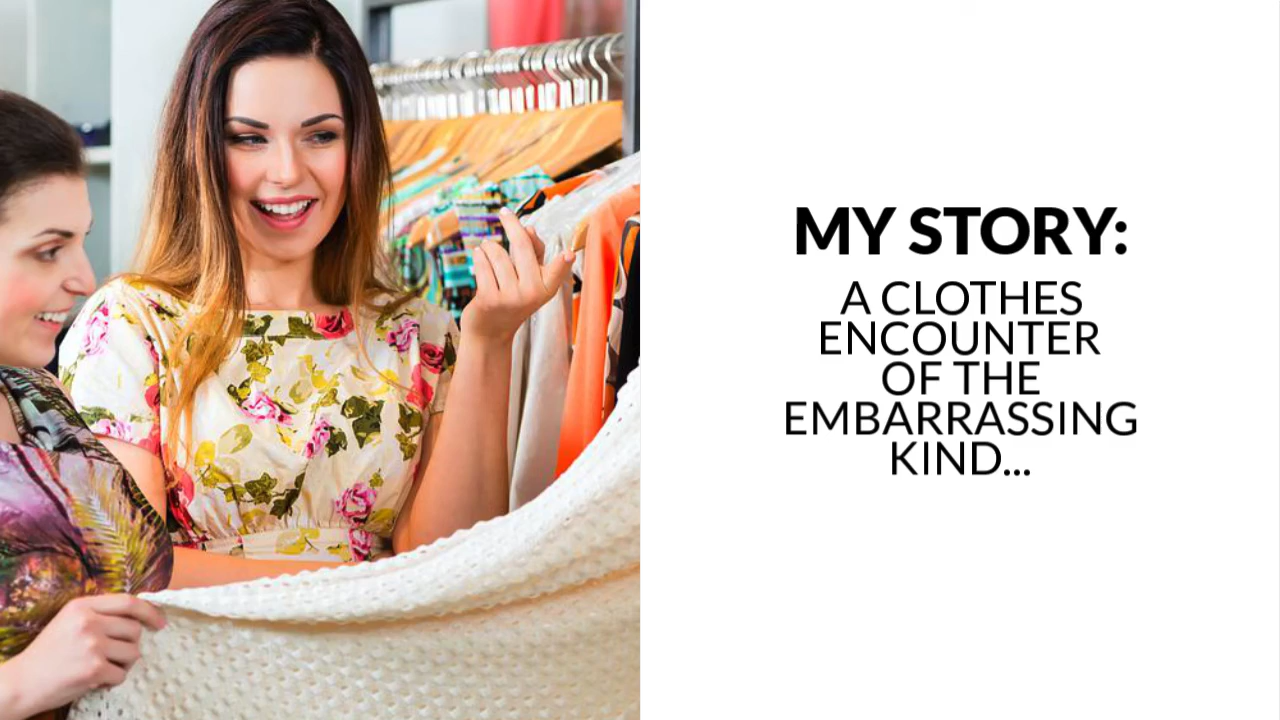 MY STORY:
A CLOTHES
ENCOUNTER
OF THE
EMBARRASSING
KIND...